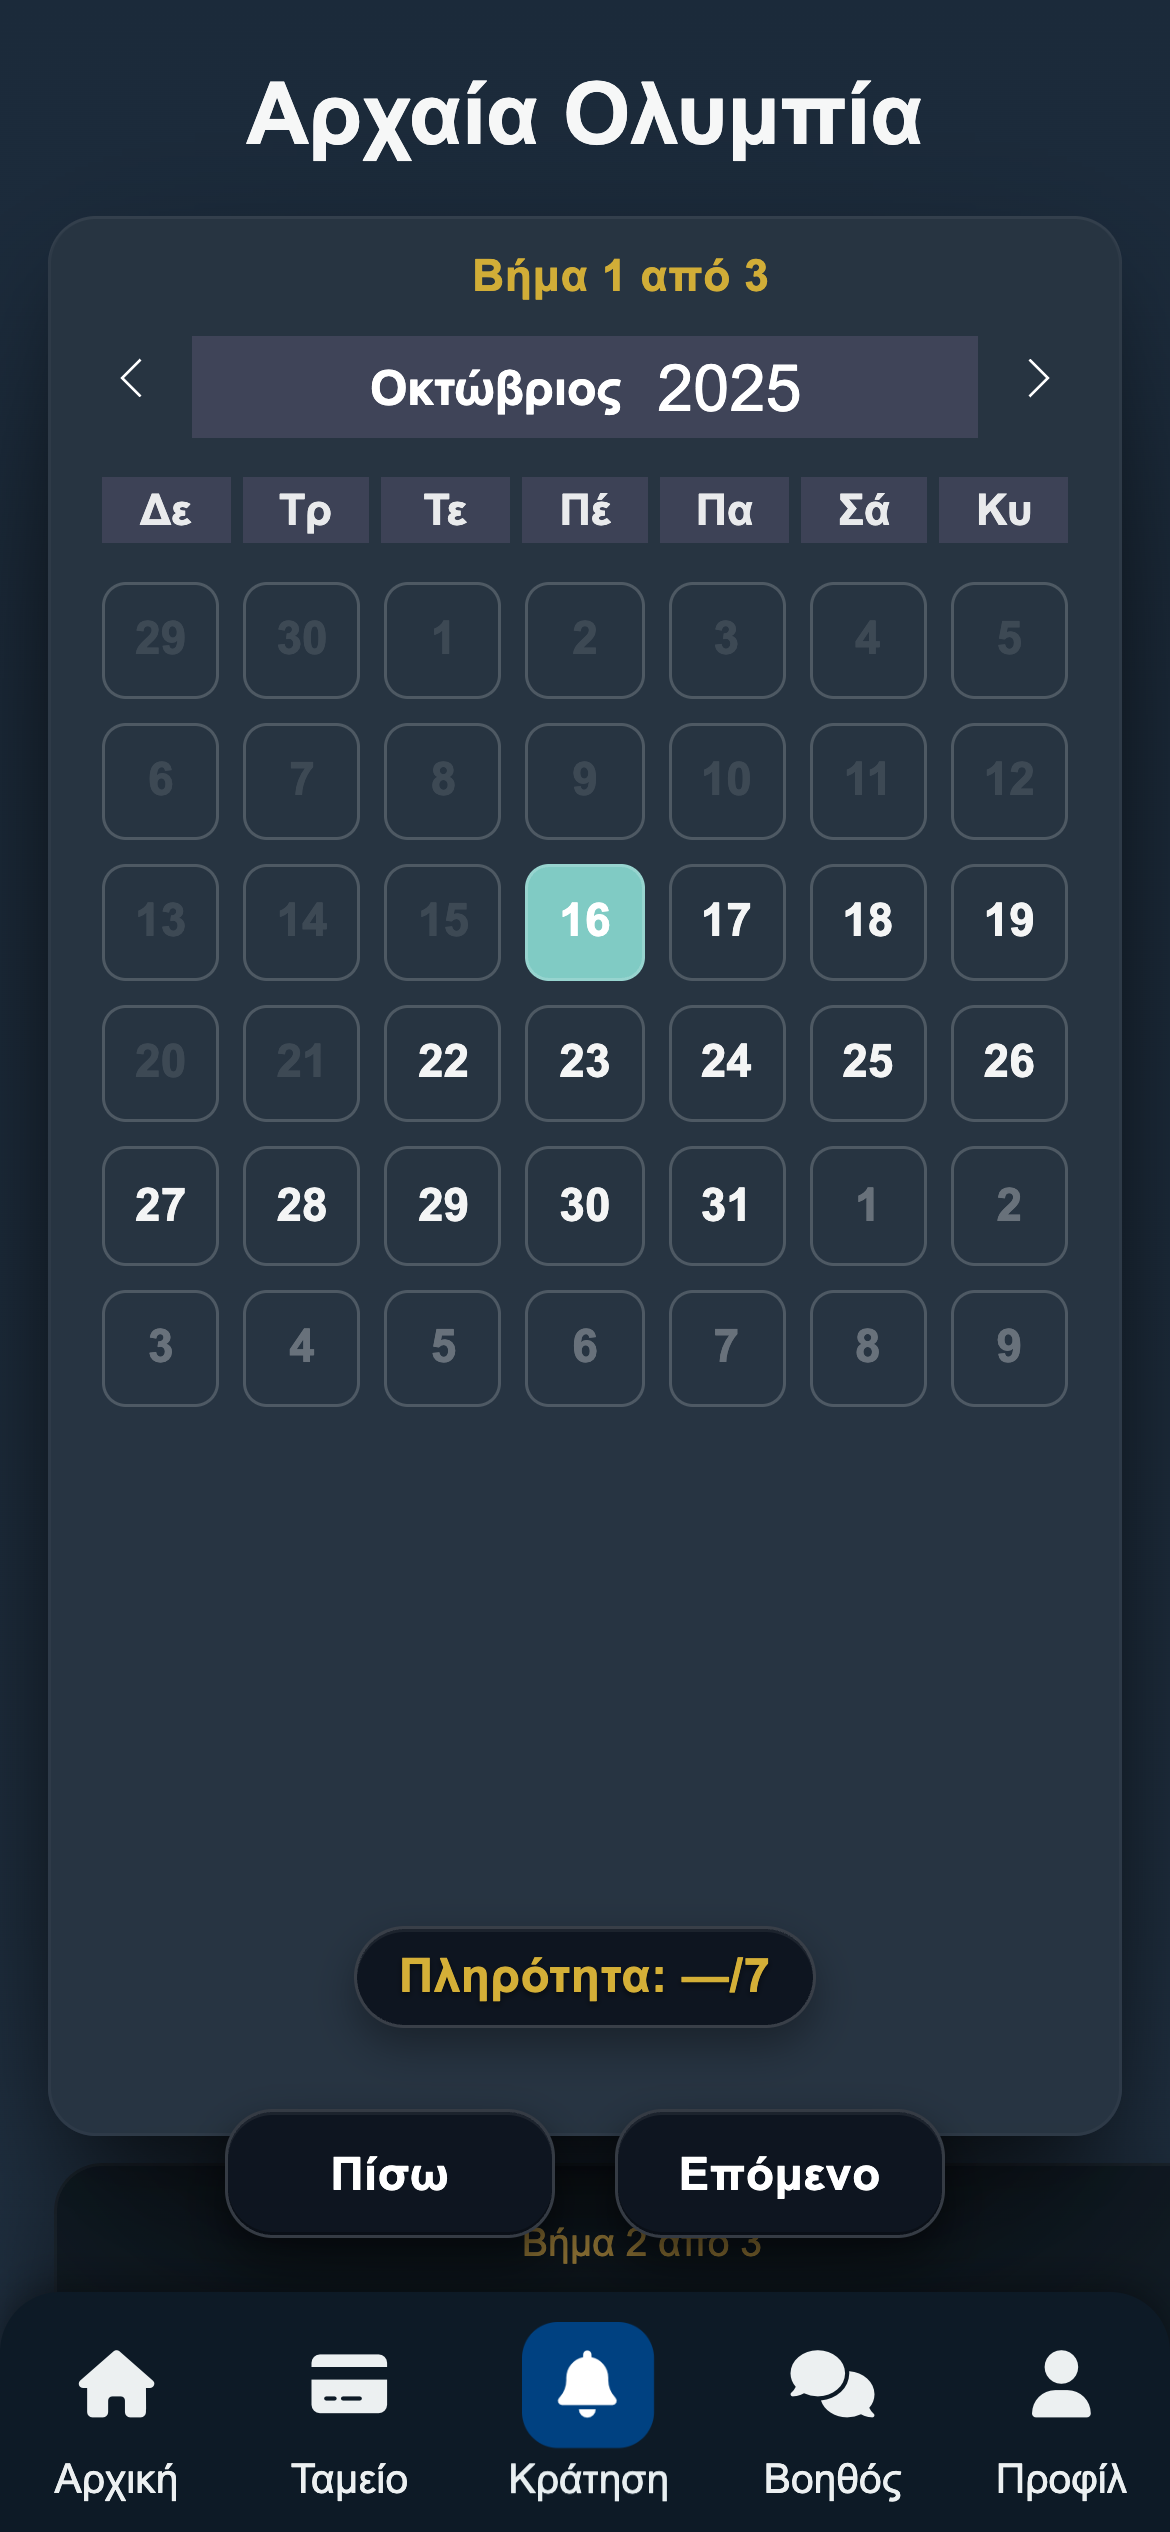 Αρχαία Ολυμπία
Βήμα 1 από 3
Οκτώβριος 2025
Δε Τρ Τε Πέ Πα Σά Κυ
29 30 1 2 3 4 5
6 7 8 9 10 11 12
13 14 15 16 17 18 19
20 21 22 23 24 25 26
27 28 29 30 31 1 2
3 4 5 6 7 8 9
Πληρότητα: —/7
Πίσω Επόμενο
Βήμα 2 από 3
Αρχική Ταμείο Κράτηση Βοηθός Προφίλ